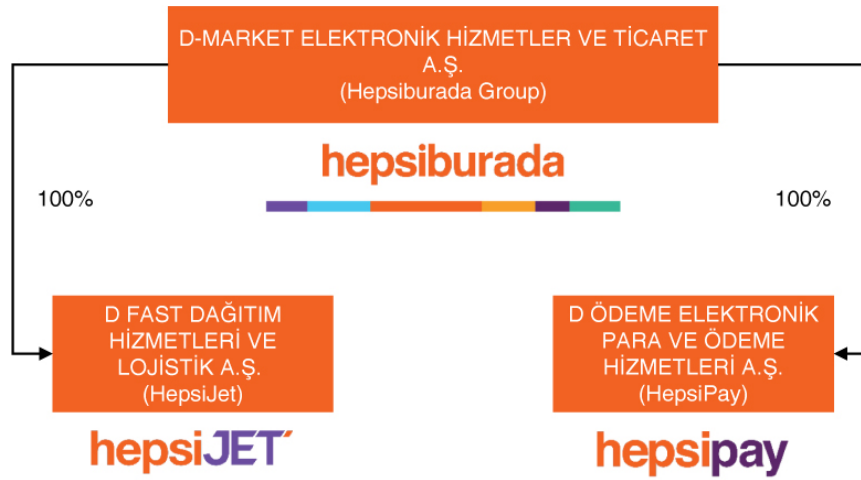 D-MARKET ELEKTRONİK HİZMETLER VE TİCARET
A.Ş.
(Hepsiburada Group)
hepsiburada
100%
100%
D FAST DAĞITIM
HİZMETLERİ VE
LOJİSTİK A.Ş.
(HepsiJet)
hepsiJET
D ÖDEME ELEKTRONİK
PARA VE ÖDEME
HİZMETLERİ A.Ş.
(HepsiPay)
hepsipay